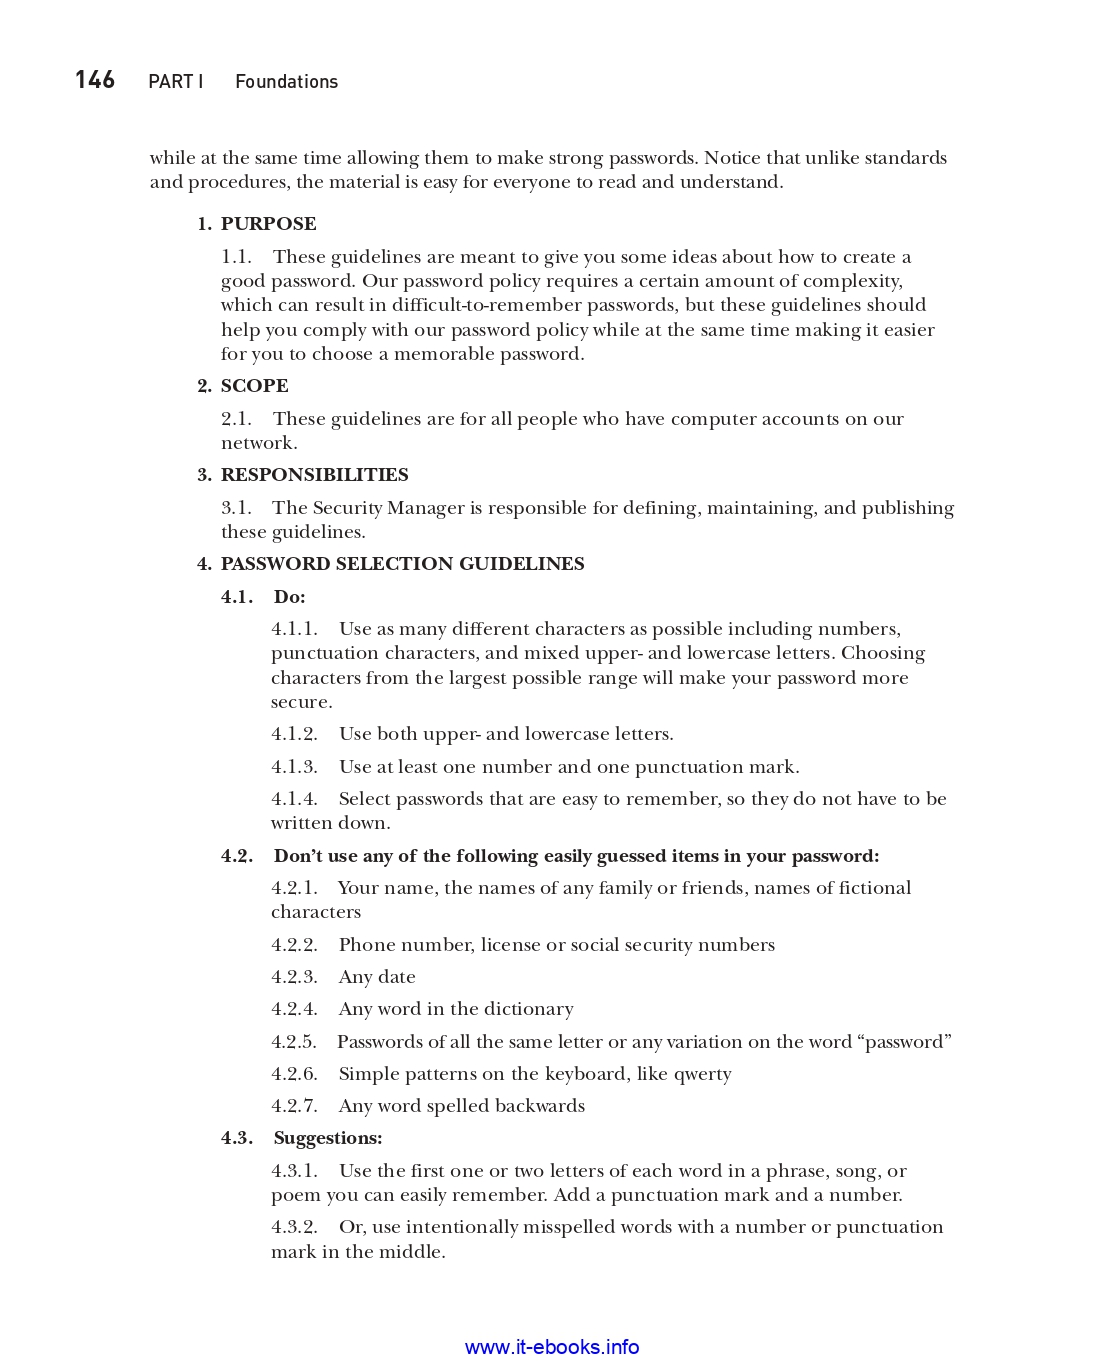 146 PART I Foundations
while at the same time allowing them to make strong passwords. Notice that unlike standards
and procedures, the material is easy for everyone to read and understand.
1. PURPOSE
1.1. These guidelines are meant to give you some ideas about how to create a
good password. Our password policy requires a certain amount of complexity,
which can result in difficult-to-remember passwords, but these guidelines should
help you comply with our password policy while at the same time making it easier
for you to choose a memorable password.
2. SCOPE
2.1. These guidelines are for all people who have computer accounts on our
network.
3. RESPONSIBILITIES
3.1. The Security Manager is responsible for defining, maintaining, and publishing
these guidelines.
4. PASSWORD SELECTION GUIDELINES
4.1. Do:
4.1.1. Use as many different characters as possible including numbers,
punctuation characters, and mixed upper- and lowercase letters. Choosing
characters from the largest possible range will make your password more
secure.
4.1.2. Use both upper- and lowercase letters.
4.1.3. Use at least one number and one punctuation mark.
4.1.4. Select passwords that are easy to remember, so they do not have to be
written down.
4.2. Don’t use any of the following easily guessed items in your password:
4.2.1. Your name, the names of any family or friends, names of fictional
characters
4.2.2. Phone number, license or social security numbers
4.2.3. Any date
4.2.4. Any word in the dictionary
4.2.5. Passwords of all the same letter or any variation on the word “password”
4.2.6. Simple patterns on the keyboard, like qwerty
4.2.7. Any word spelled backwards
4.3. Suggestions:
4.3.1. Use the first one or two letters of each word in a phrase, song, or
poem you can easily remember. Add a punctuation mark and a number.
4.3.2. Or, use intentionally misspelled words with a number or punctuation
mark in the middle.
www.it-ebooks.info